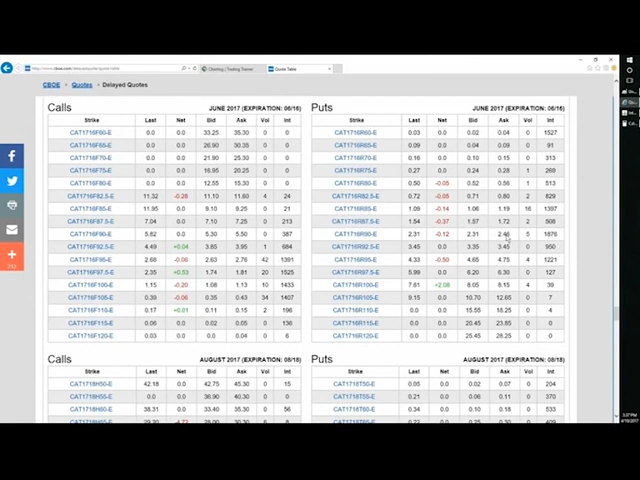 http://www.cboe.com/delayedquote/quote-table
Charting | Trading Trainer
Quote Table
CBOE > Quotes > Delayed Quotes
Calls JUNE 2017 (EXPIRATION: 06/16)
Strike Last Net Bid Ask Vol Int
CAT1716F60-E 0.0 0.0 33.25 35.30 0 0
CAT1716F65-E 0.0 0.0 26.90 30.35 0 0
CAT1716F70-E 0.0 0.0 21.90 25.30 0 0
CAT1716F75-E 0.0 0.0 16.95 20.25 0 0
CAT1716F80-E 0.0 0.0 12.55 15.30 0 0
CAT1716F82.5-E 11.32 -0.28 11.10 11.60 4 24
CAT1716F85-E 11.95 0.0 9.10 9.25 0 21
CAT1716F87.5-E 7.04 0.0 7.10 7.25 0 213
CAT1716F90-E 5.82 0.0 5.30 5.50 0 387
CAT1716F92.5-E 4.49 +0.04 3.85 3.95 1 684
CAT1716F95-E 2.68 -0.06 2.63 2.76 42 1391
CAT1716F97.5-E 2.35 +0.53 1.74 1.81 20 1525
CAT1716F100-E 1.15 -0.20 1.08 1.13 10 1433
CAT1716F105-E 0.39 -0.06 0.35 0.41 34 1407
CAT1716F110-E 0.17 +0.01 0.11 0.15 2 196
CAT1716F115-E 0.06 0.0 0.02 0.05 0 136
CAT1716F120-E 0.03 0.0 0.0 0.04 0 6
Puts JUNE 2017 (EXPIRATION: 06/16)
Strike Last Net Bid Ask Vol Int
CAT1716R60-E 0.03 0.0 0.02 0.04 0 1527
CAT1716R65-E 0.09 0.0 0.04 0.09 0 91
CAT1716R70-E 0.16 0.0 0.10 0.15 0 313
CAT1716R75-E 0.27 0.0 0.24 0.28 1 269
CAT1716R80-E 0.50 -0.05 0.52 0.56 1 513
CAT1716R82.5-E 0.72 -0.05 0.71 0.80 2 829
CAT1716R85-E 1.09 -0.14 1.06 1.19 16 1397
CAT1716R87.5-E 1.54 -0.37 1.57 1.72 2 508
CAT1716R90-E 2.31 -0.12 2.31 5 1876
CAT1716R92.5-E 3.45 0.0 3.35 3.45 0 950
CAT1716R95-E 4.33 -0.50 4.65 4.75 4 1221
CAT1716R97.5-E 5.99 0.0 6.20 6.30 0 127
CAT1716R100-E 7.61 +2.08 8.05 8.15 4 39
CAT1716R105-E 9.15 0.0 10.70 12.65 0 7
CAT1716R110-E 0.0 0.0 15.55 18.25 0 4
CAT1716R115-E 0.0 0.0 20.45 23.85 0 0
CAT1716R120-E 0.0 0.0 25.45 28.25 0 0
Calls AUGUST 2017 (EXPIRATION: 08/18)
Strike Last Net Bid Ask Vol Int
CAT1718H50-E 42.18 0.0 42.75 45.30 0 15
CAT1718H55-E 0.0 0.0 36.90 40.30 0 0
CAT1718H60-E 38.31 0.0 33.40 35.30 0 56
Puts AUGUST 2017 (EXPIRATION: 08/18)
Strike Last Net Bid Ask Vol Int
CAT1718T50-E 0.05 0.0 0.02 0.07 0 204
CAT1718T55-E 0.21 0.0 0.06 0.11 0 370
CAT1718T60-E 0.34 0.0 0.10 0.18 0 533
243
3:37 PM